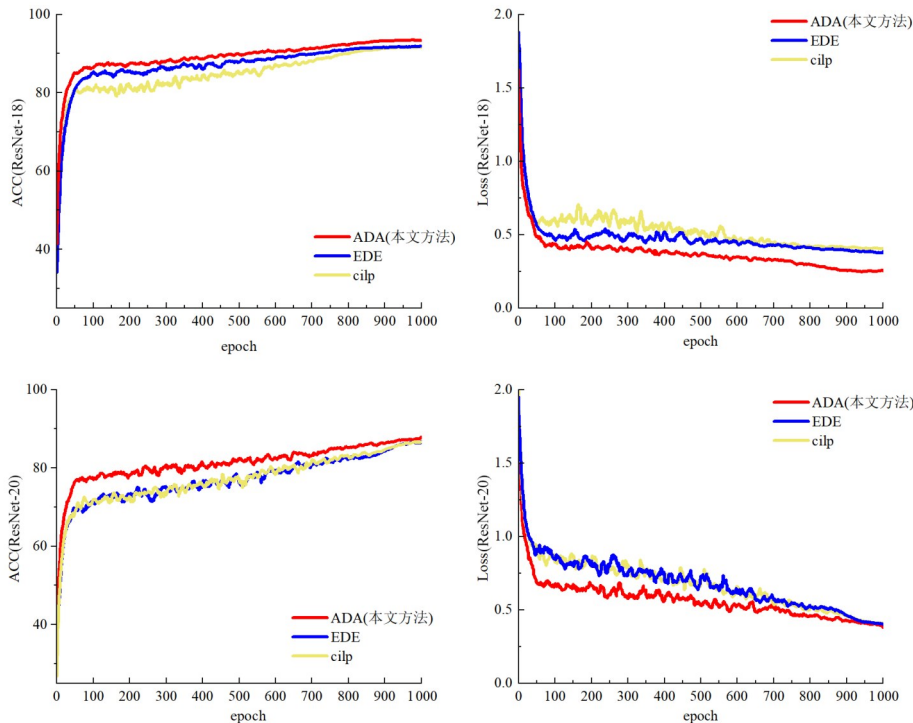 100
80
60
40
ACC(ResNet-18)
ADA(本文方法)
EDE
cilp
0 100 200 300 400 500 600 700 800 900 1000
epoch
2.0
1.5
1.0
0.5
0.0
Loss(ResNet-18)
ADA(本文方法)
EDE
cilp
0 100 200 300 400 500 600 700 800 900 1000
epoch
100
80
60
40
ACC(ResNet-20)
ADA(本文方法)
EDE
cilp
0 100 200 300 400 500 600 700 800 900 1000
epoch
2.0
1.5
1.0
0.5
0.0
Loss(ResNet-20)
ADA(本文方法)
EDE
cilp
0 100 200 300 400 500 600 700 800 900 1000
epoch